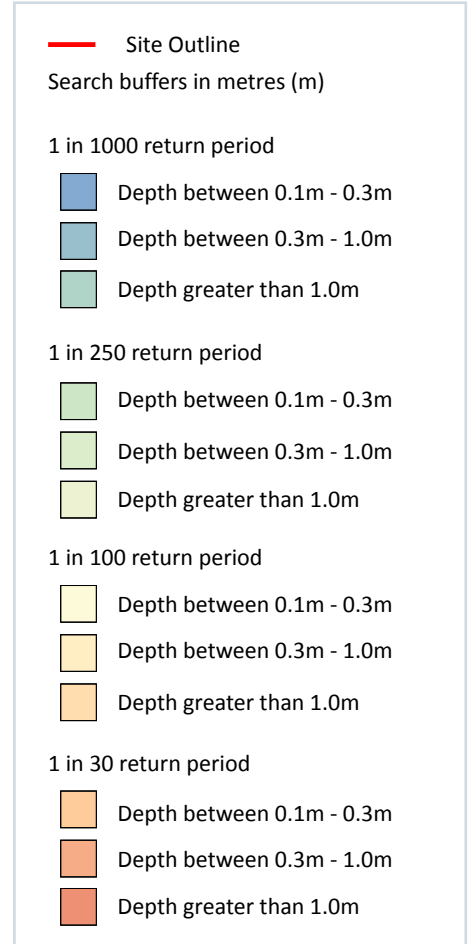 Site Outline
Search buffers in metres (m)
1 in 1000 return period
Depth between 0.1m - 0.3m
Depth between 0.3m - 1.0m
Depth greater than 1.0m
1 in 250 return period
Depth between 0.1m - 0.3m
Depth between 0.3m - 1.0m
Depth greater than 1.0m
1 in 100 return period
Depth between 0.1m - 0.3m
Depth between 0.3m - 1.0m
Depth greater than 1.0m
1 in 30 return period
Depth between 0.1m - 0.3m
Depth between 0.3m - 1.0m
Depth greater than 1.0m